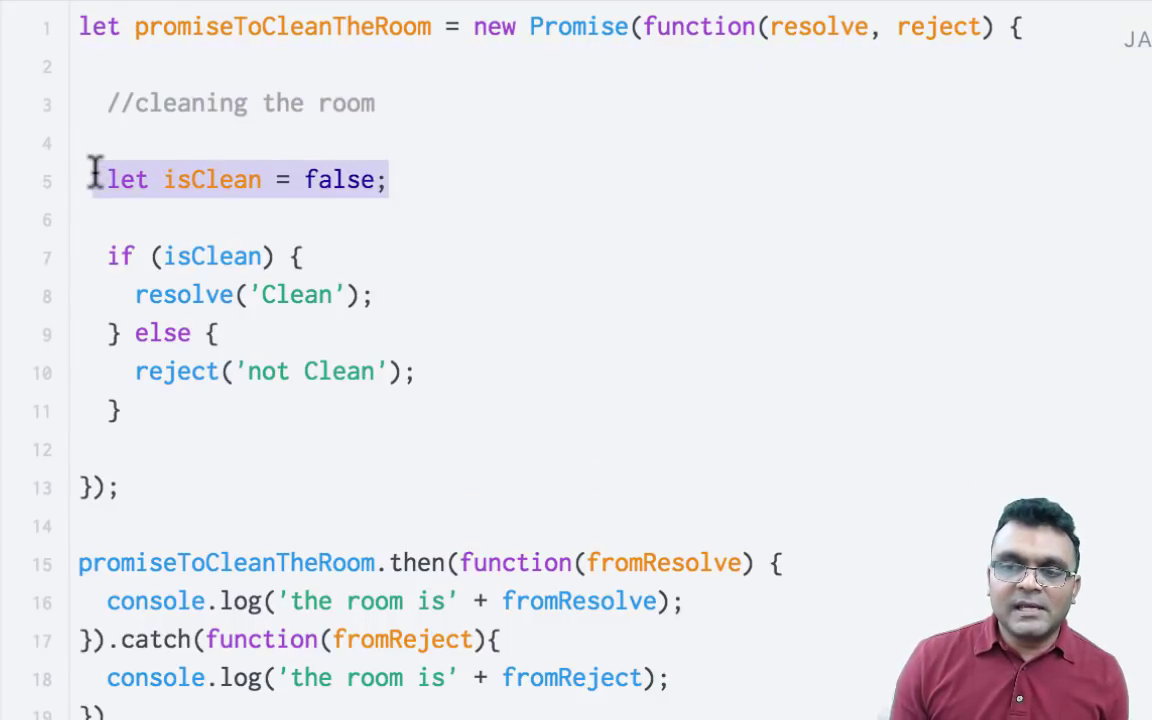 1 let promiseToCleanTheRoom = new Promise(function(resolve, reject) {
JA
2
3 //cleaning the room
4
5 let isClean = false;
6
7 if (isClean) {
8 resolve('Clean');
9 } else {
10 reject('not Clean');
11 }
12
13 });
14
15 promiseToCleanTheRoom.then(function(fromResolve) {
16 console.log('the room is' + fromResolve);
17 }).catch(function(fromReject){
18 console.log('the room is' + fromReject);
19 })